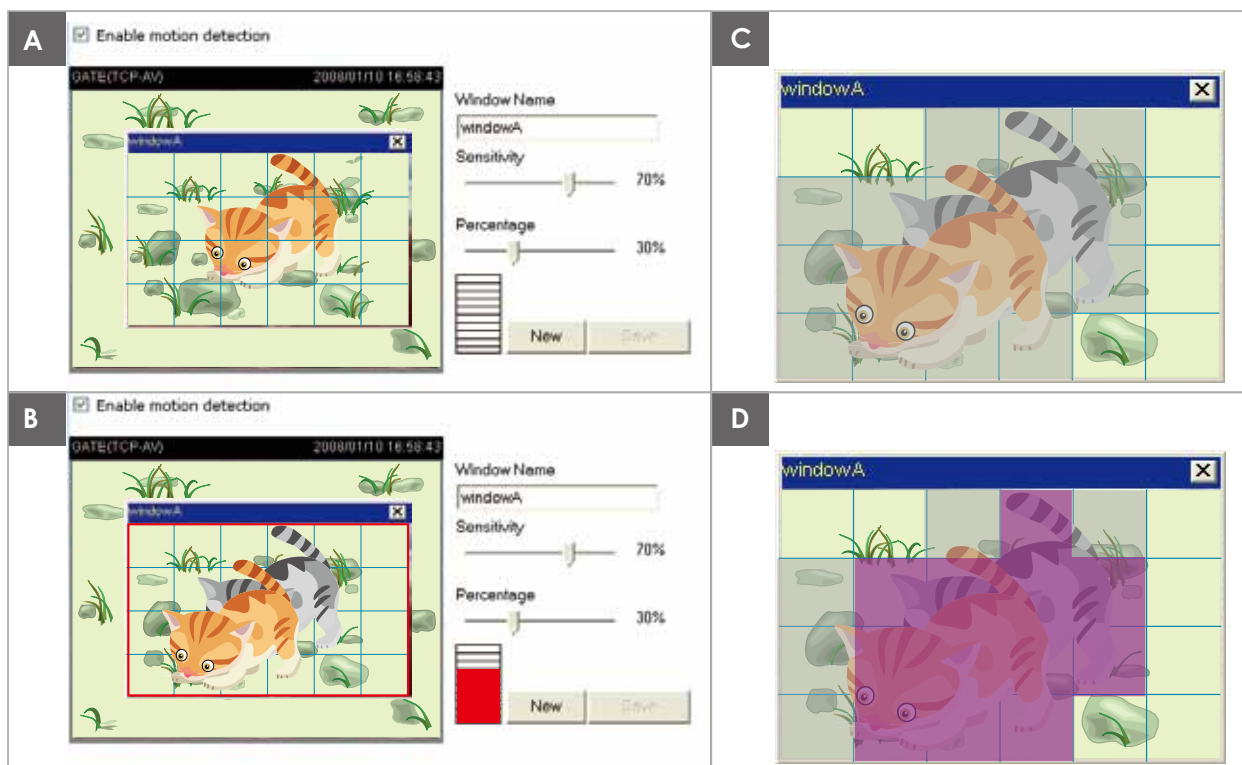 A
Enable motion detection
GATE(TCP-AV) 2008/01/10 16:58:43
windowA
Window Name
windowA
Sensitivity
70%
Percentage
30%
New Save
B
Enable motion detection
GATE(TCP-AV) 2008/01/10 16:58:43
windowA
Window Name
windowA
Sensitivity
70%
Percentage
30%
New Save
C
windowA
D
windowA